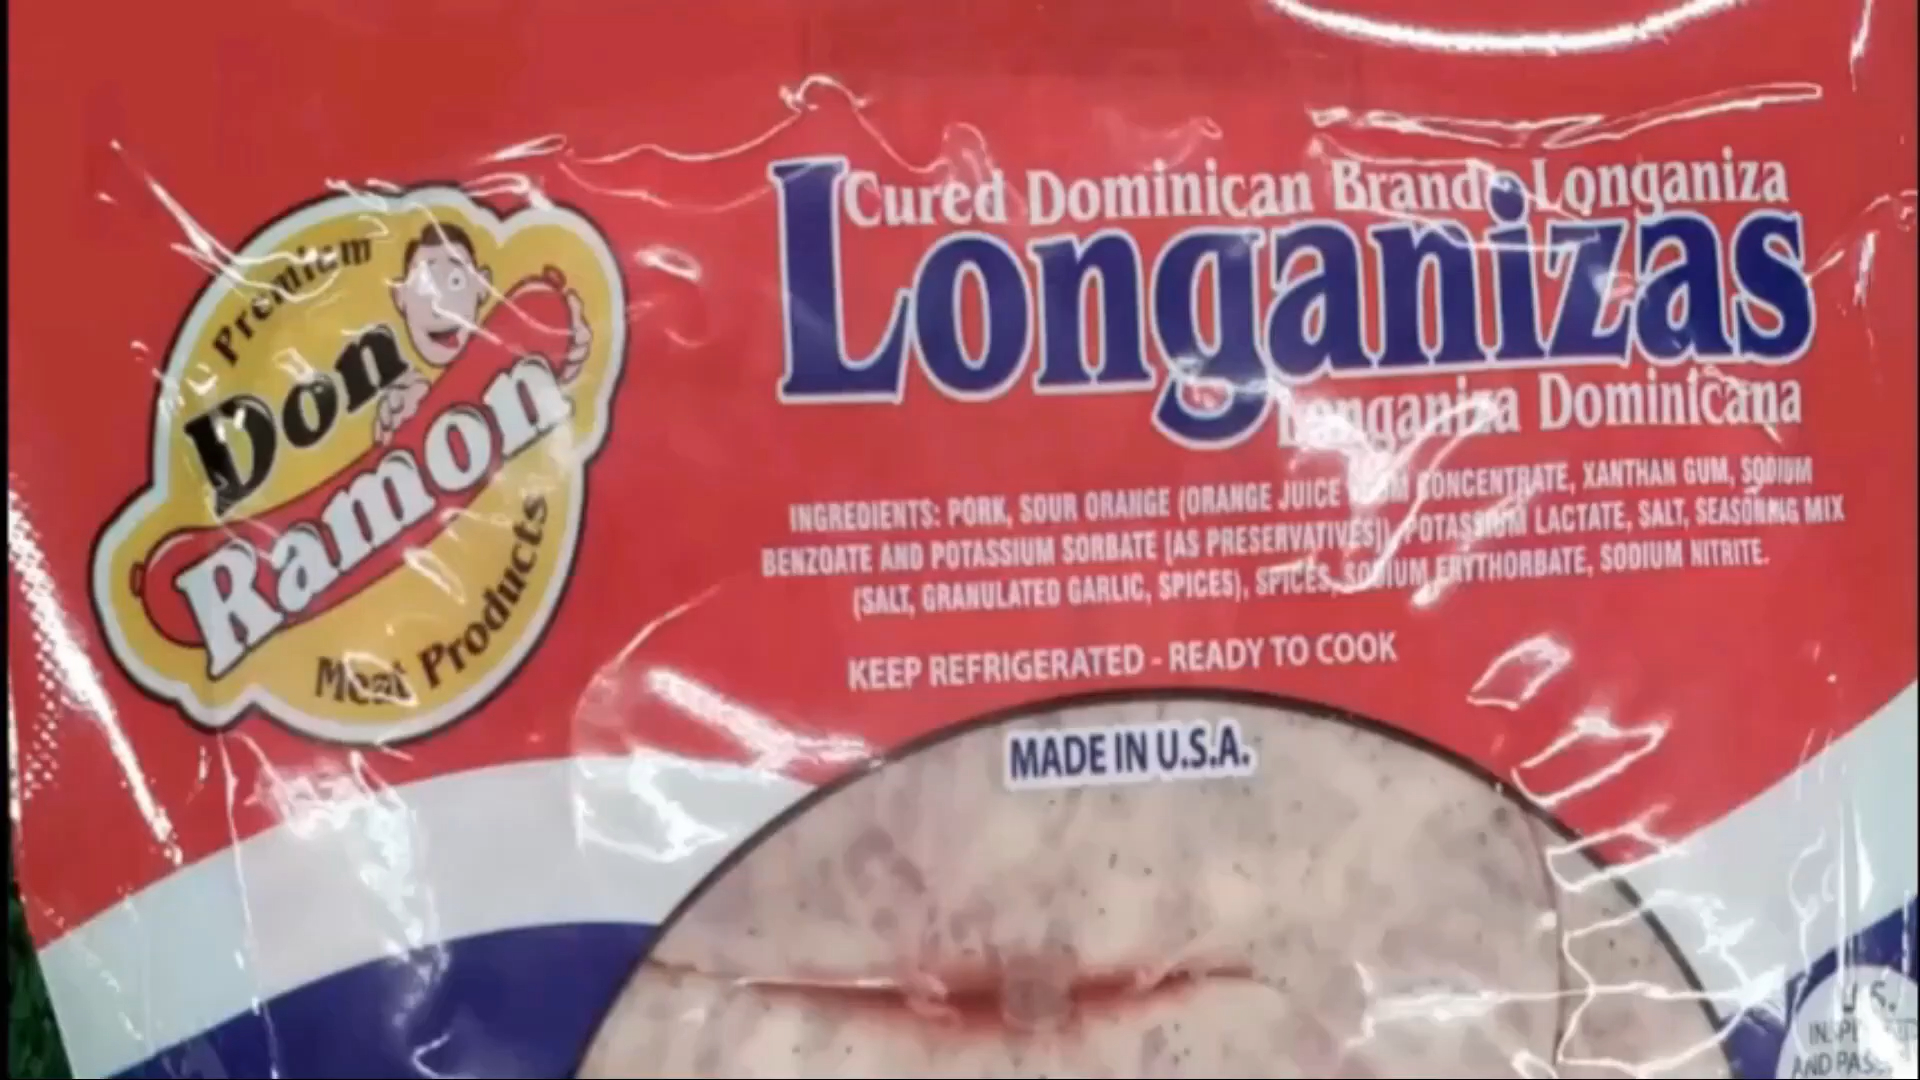 Premium
Don
Ramon
Meat Products
Cured Dominican Brand Longaniza
Longanizas
Longaniza Dominicana
INGREDIENTS: PORK, SOUR ORANGE (ORANGE JUICE FROM CONCENTRATE, XANTHAN GUM, SODIUM
BENZOATE AND POTASSIUM SORBATE [AS PRESERVATIVES]), POTASSIUM LACTATE, SALT, SEASONING MIX
(SALT, GRANULATED GARLIC, SPICES), SPICES, SODIUM ERYTHORBATE, SODIUM NITRITE.
KEEP REFRIGERATED - READY TO COOK
MADE IN U.S.A.
U.S.
AND